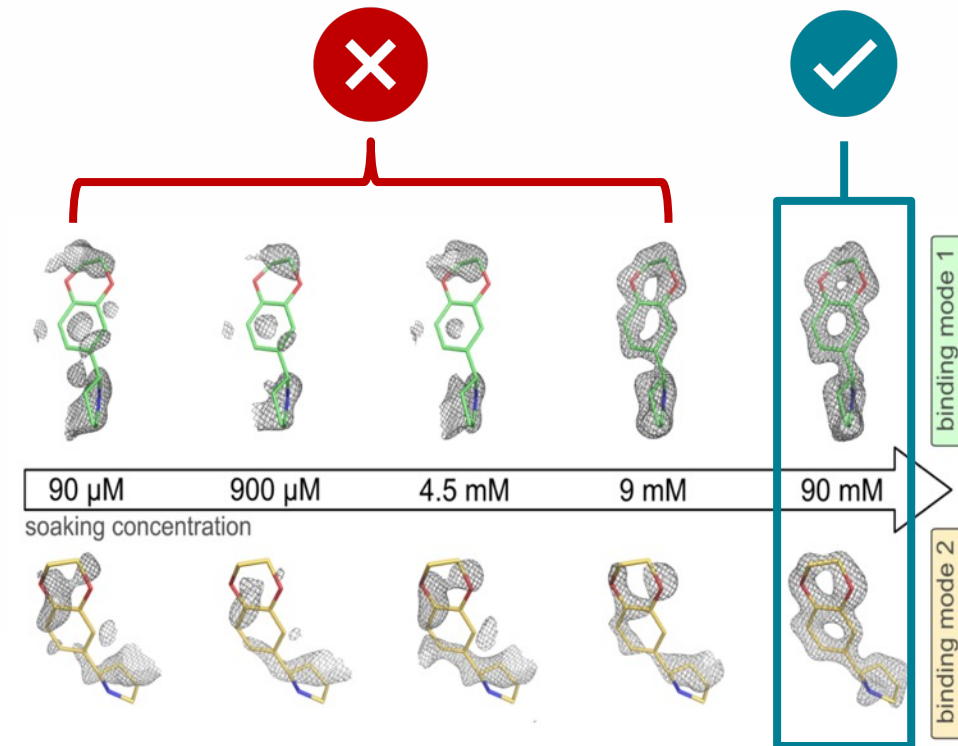 binding mode 1
90 µM 900 µM 4.5 mM 9 mM 90 mM
soaking concentration
binding mode 2